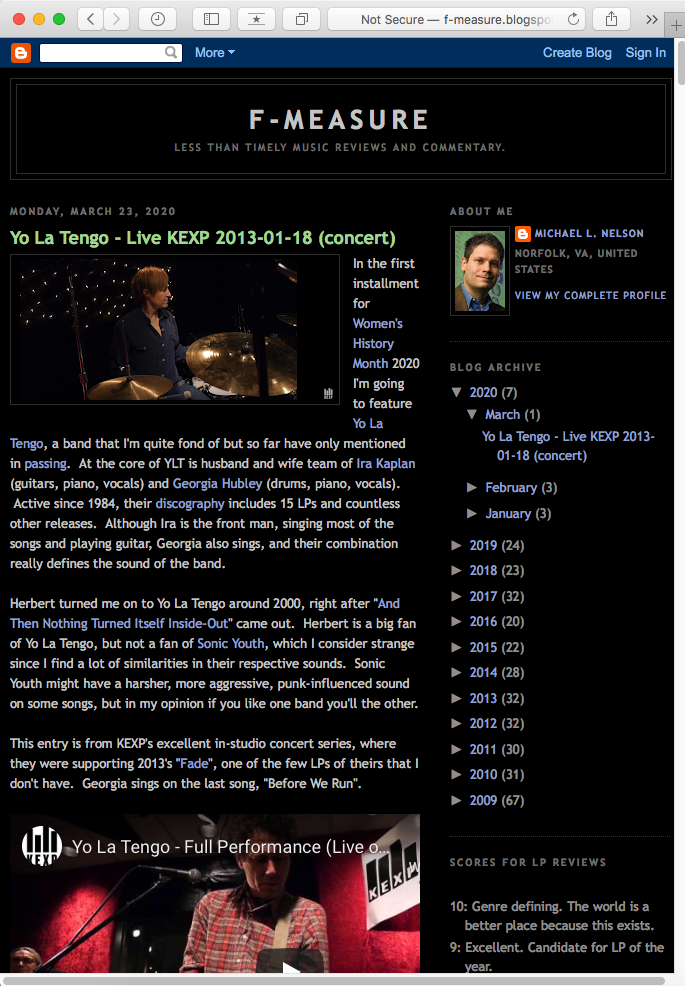 Not Secure — f-measure.blogspo
More
Create Blog
Sign In
F-MEASURE
LESS THAN TIMELY MUSIC REVIEWS AND COMMENTARY.
MONDAY, MARCH 23, 2020
Yo La Tengo - Live KEXP 2013-01-18 (concert)
In the first
installment
for
Women's
History
Month 2020
I'm going
to feature
Yo La
Tengo, a band that I'm quite fond of but so far have only mentioned
in passing.  At the core of YLT is husband and wife team of Ira Kaplan
(guitars, piano, vocals) and Georgia Hubley (drums, piano, vocals).
Active since 1984, their discography includes 15 LPs and countless
other releases.  Although Ira is the front man, singing most of the
songs and playing guitar, Georgia also sings, and their combination
really defines the sound of the band.
Herbert turned me on to Yo La Tengo around 2000, right after "And
Then Nothing Turned Itself Inside-Out" came out.  Herbert is a big fan
of Yo La Tengo, but not a fan of Sonic Youth, which I consider strange
since I find a lot of similarities in their respective sounds.  Sonic
Youth might have a harsher, more aggressive, punk-influenced sound
on some songs, but in my opinion if you like one band you'll the other.
This entry is from KEXP's excellent in-studio concert series, where
they were supporting 2013's "Fade", one of the few LPs of theirs that I
don't have.  Georgia sings on the last song, "Before We Run".
KEXP
Yo La Tengo - Full Performance (Live o...
KEXP
ABOUT ME
MICHAEL L. NELSON
NORFOLK, VA, UNITED
STATES
VIEW MY COMPLETE PROFILE
BLOG ARCHIVE
▼ 2020 (7)
▼ March (1)
Yo La Tengo - Live KEXP 2013-
01-18 (concert)
► February (3)
► January (3)
► 2019 (24)
► 2018 (23)
► 2017 (32)
► 2016 (20)
► 2015 (22)
► 2014 (28)
► 2013 (32)
► 2012 (32)
► 2011 (30)
► 2010 (31)
► 2009 (67)
SCORES FOR LP REVIEWS
10: Genre defining. The world is a
better place because this exists.
9: Excellent. Candidate for LP of the
year.